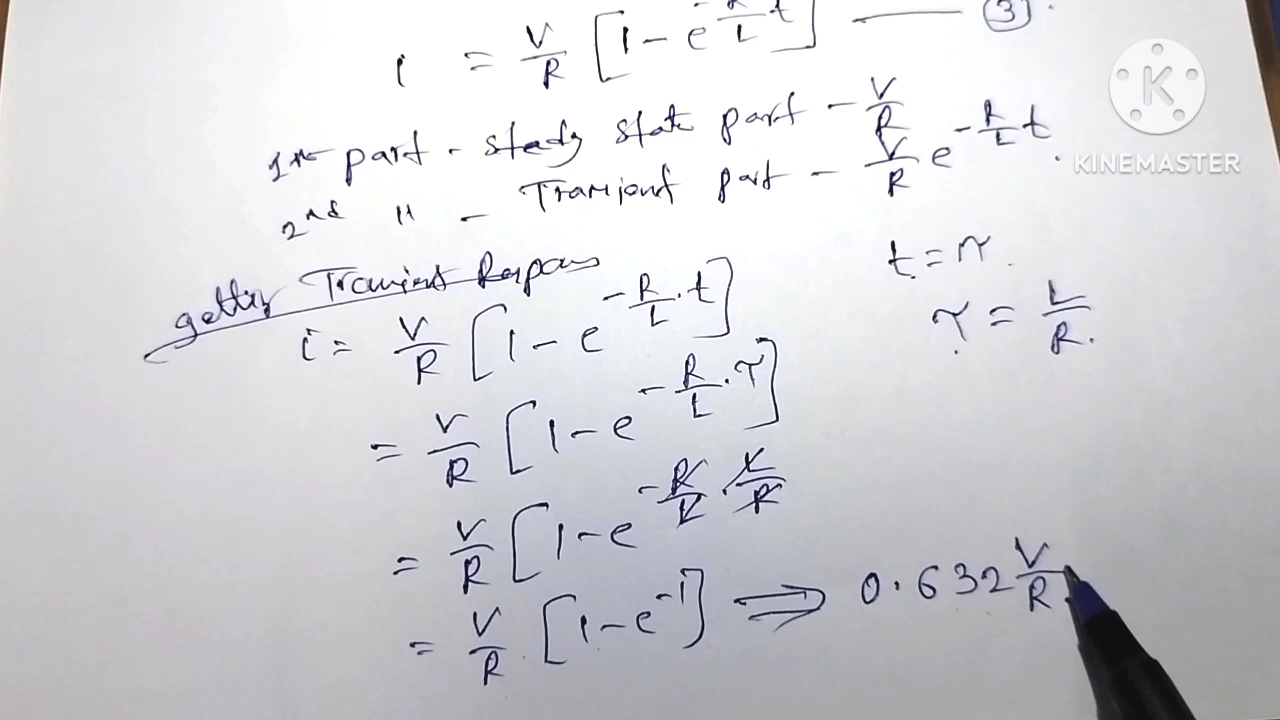 i = V/R [1 - e^(-R/L t)] —— (3).
1st part - steady state part - V/R
2nd 11 - Transient part - V/R e^(-R/L t).
getting Transient Respons
t = τ.
i = V/R [1 - e^(-R/L . t)]
τ = L/R.
= V/R [1 - e^(-R/L . τ)]
= V/R [1 - e^(-R/L . L/R)
= V/R [1 - e^(-1)] ⟹ 0.632 V/R.
K
KINEMASTER